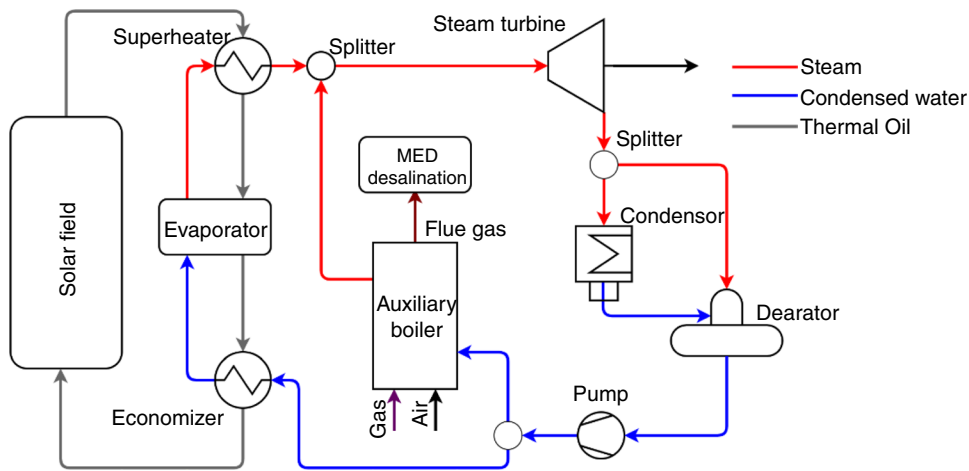 Steam turbine
Superheater
Splitter
Steam
Condensed water
Thermal Oil
MED
desalination
Splitter
Solar field
Evaporator
Flue gas
Condensor
Auxiliary
boiler
Dearator
Economizer
Gas
Air
Pump